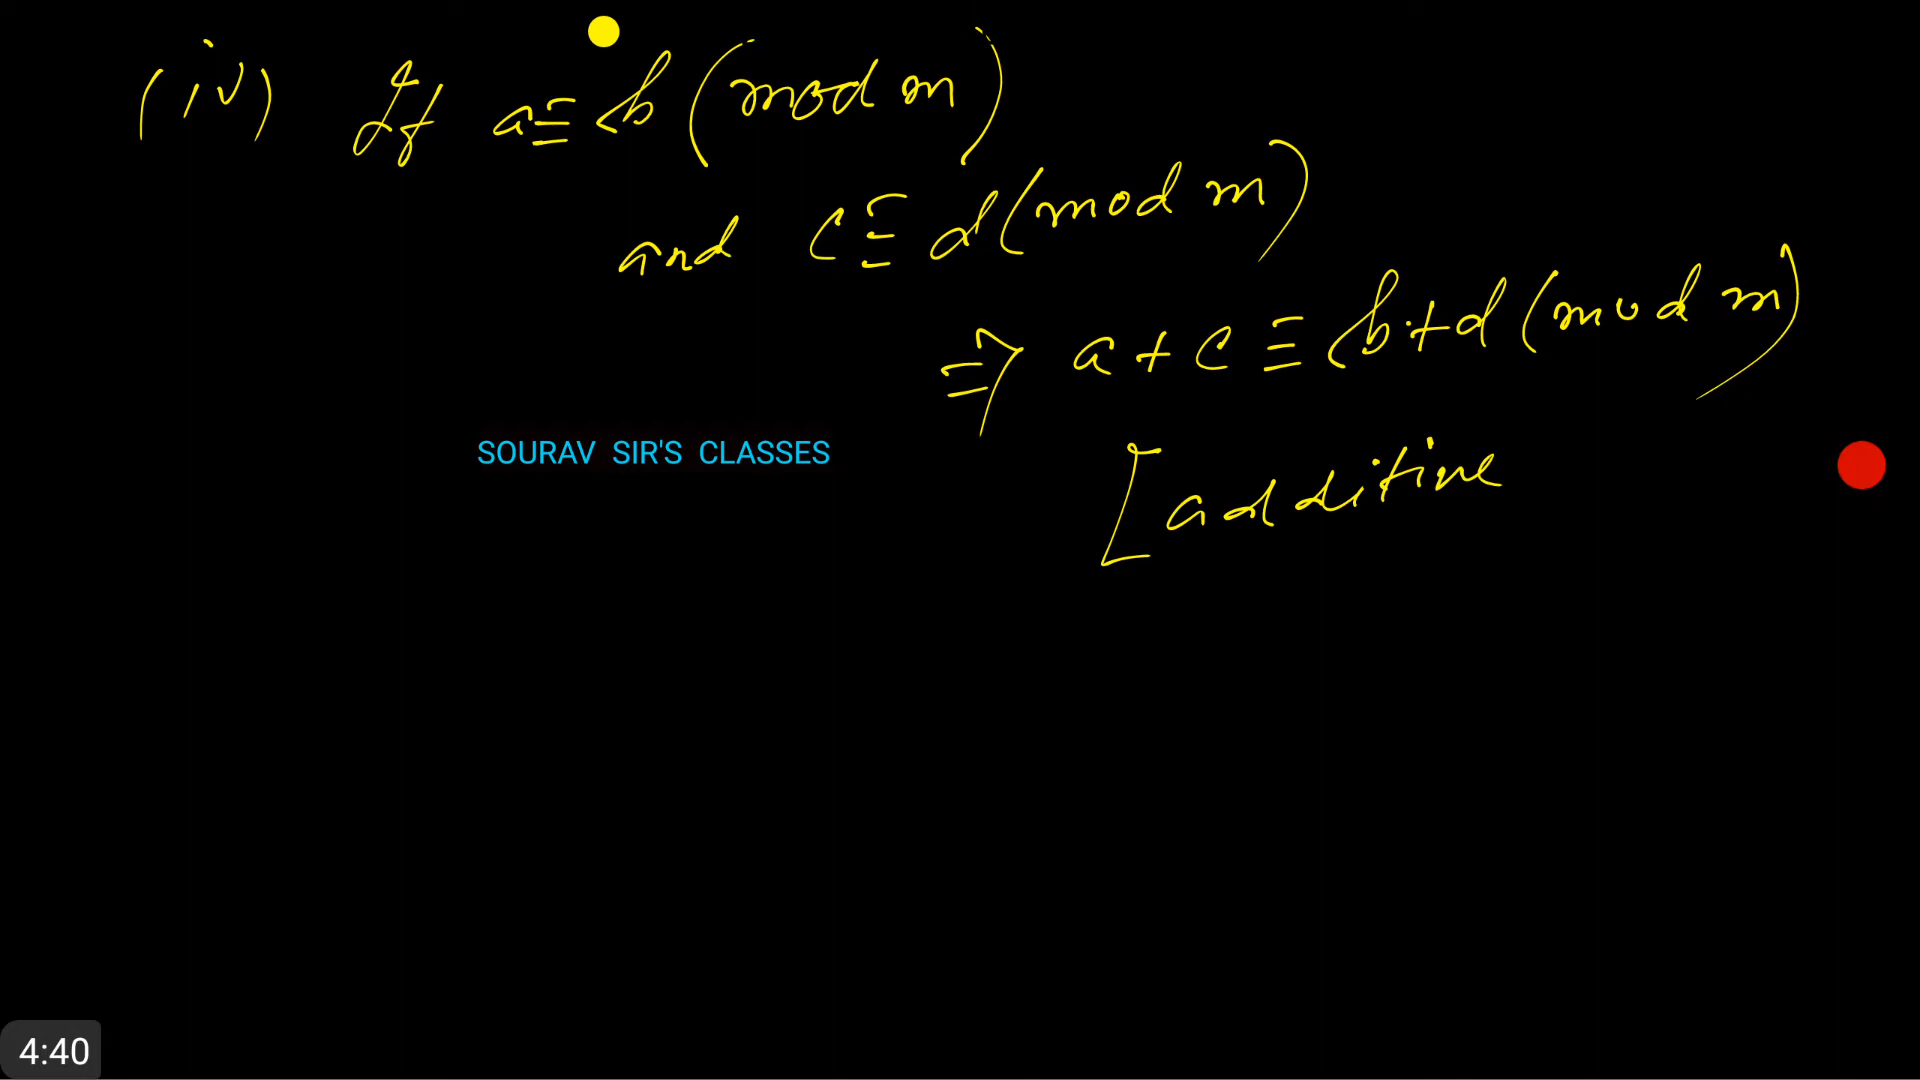 (iv) If a ≡ b (mod m)
and c ≡ d (mod m)
⇒ a + c ≡ b + d (mod m)
SOURAV SIR'S CLASSES
[additive
4:40